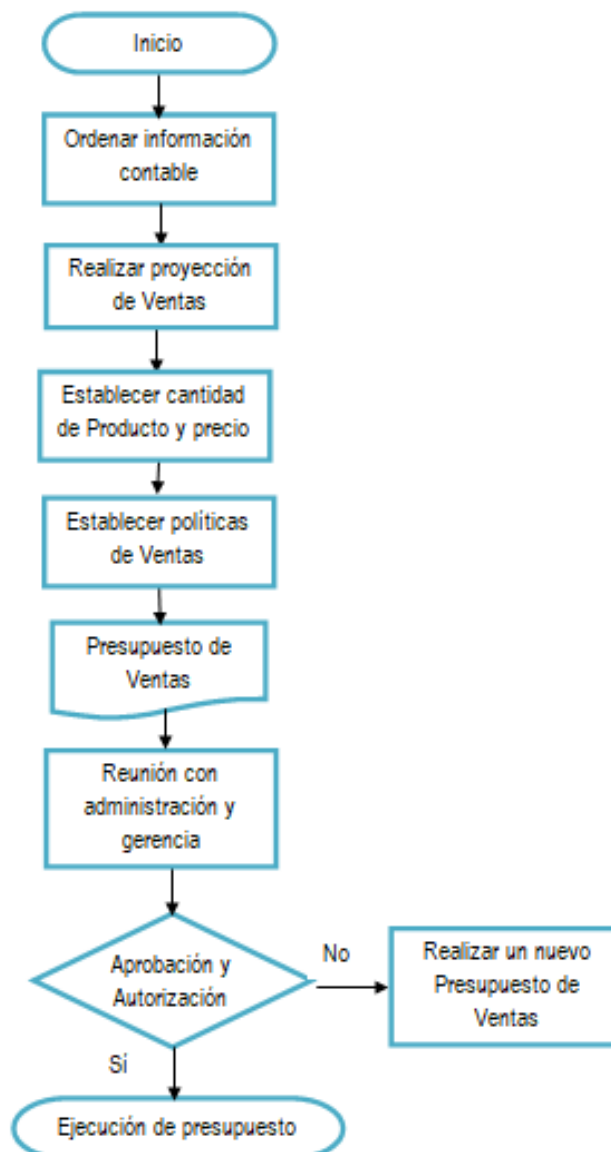 Inicio
Ordenar información
contable
Realizar proyección
de Ventas
Establecer cantidad
de Producto y precio
Establecer políticas
de Ventas
Presupuesto de
Ventas
Reunión con
administración y
gerencia
Aprobación y
Autorización
No
Realizar un nuevo
Presupuesto de
Ventas
Sí
Ejecución de presupuesto